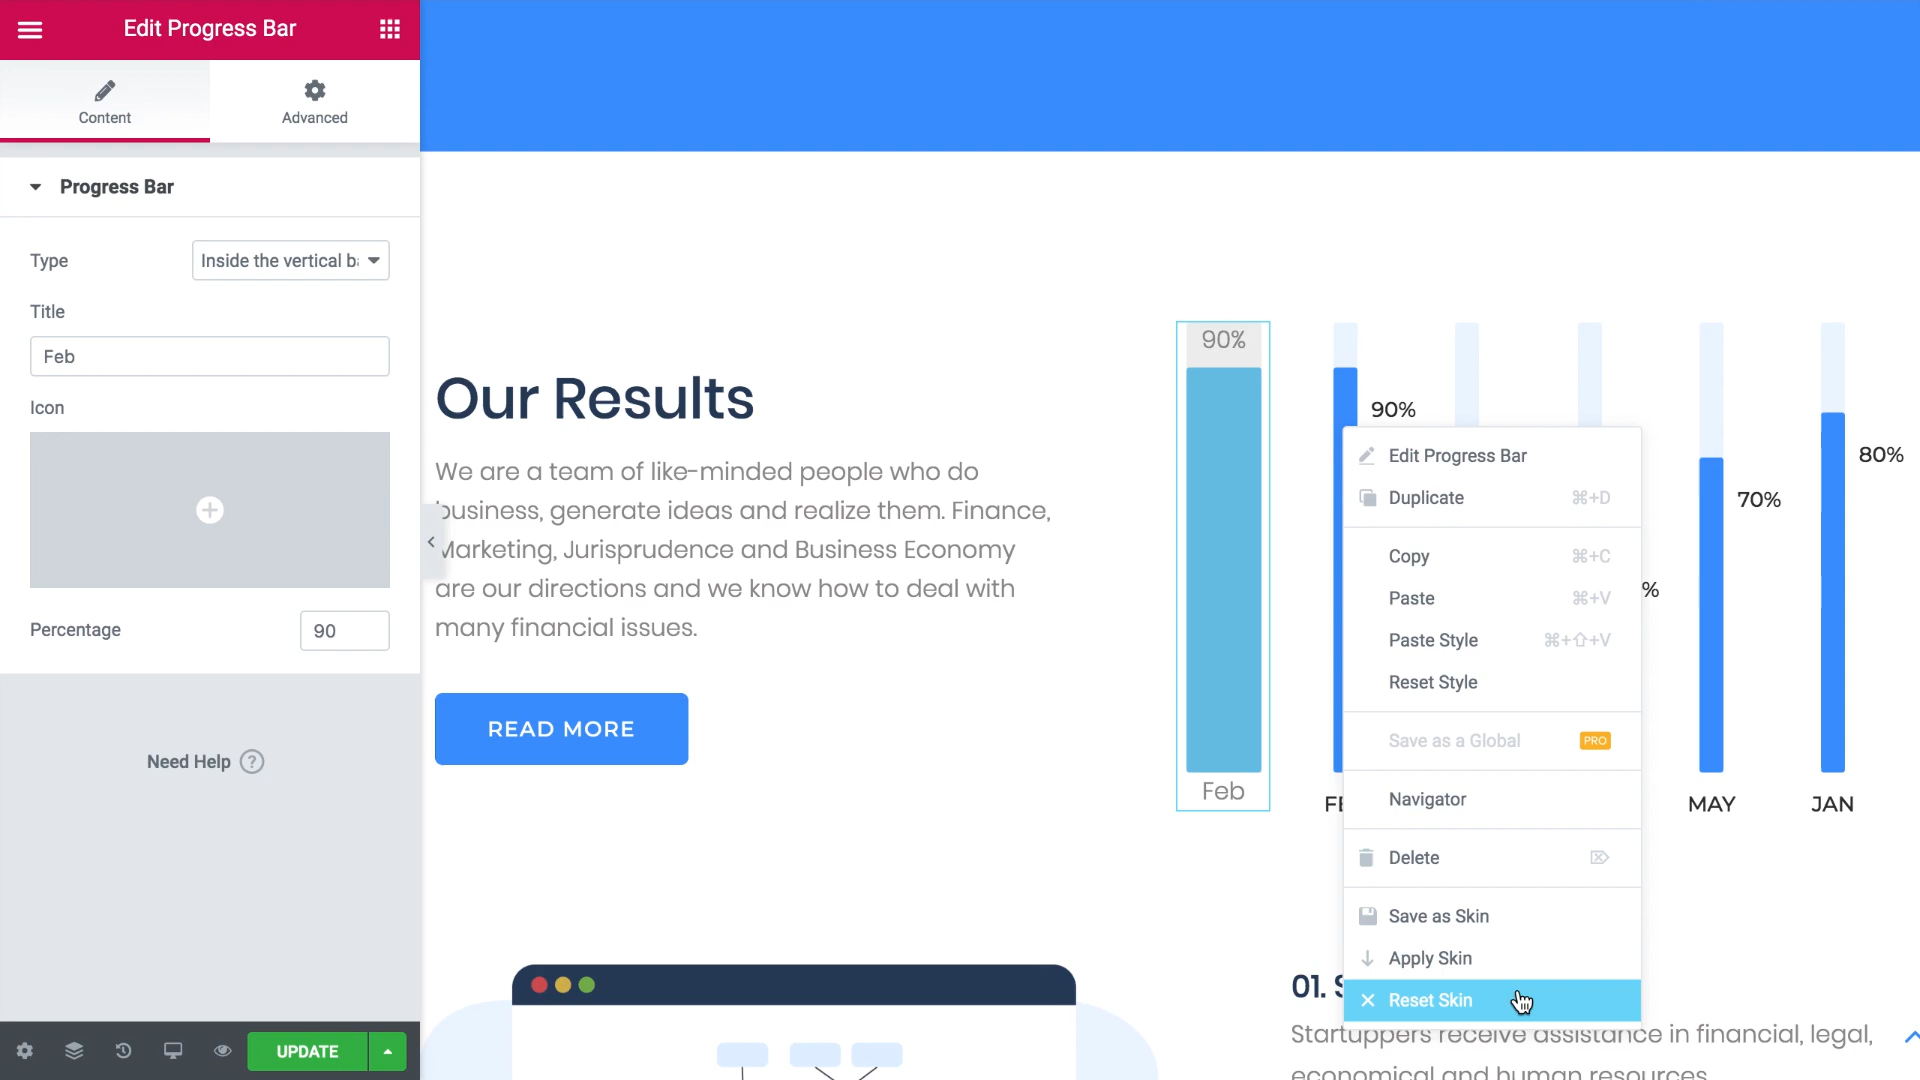 Edit Progress Bar
Content
Advanced
Progress Bar
Type
Inside the vertical b
Title
Feb
Icon
Percentage
90
Need Help ?
UPDATE
Our Results
We are a team of like-minded people who do
business, generate ideas and realize them. Finance,
Marketing, Jurisprudence and Business Economy
are our directions and we know how to deal with
many financial issues.
READ MORE
90%
Feb
90%
%
70%
80%
MAY
JAN
Edit Progress Bar
Duplicate ⌘+D
Copy ⌘+C
Paste ⌘+V
Paste Style ⌘+⇧+V
Reset Style
Save as a Global PRO
Navigator
Delete
Save as Skin
Apply Skin
Reset Skin
01.
Startuppers receive assistance in financial, legal,
economical and human resources